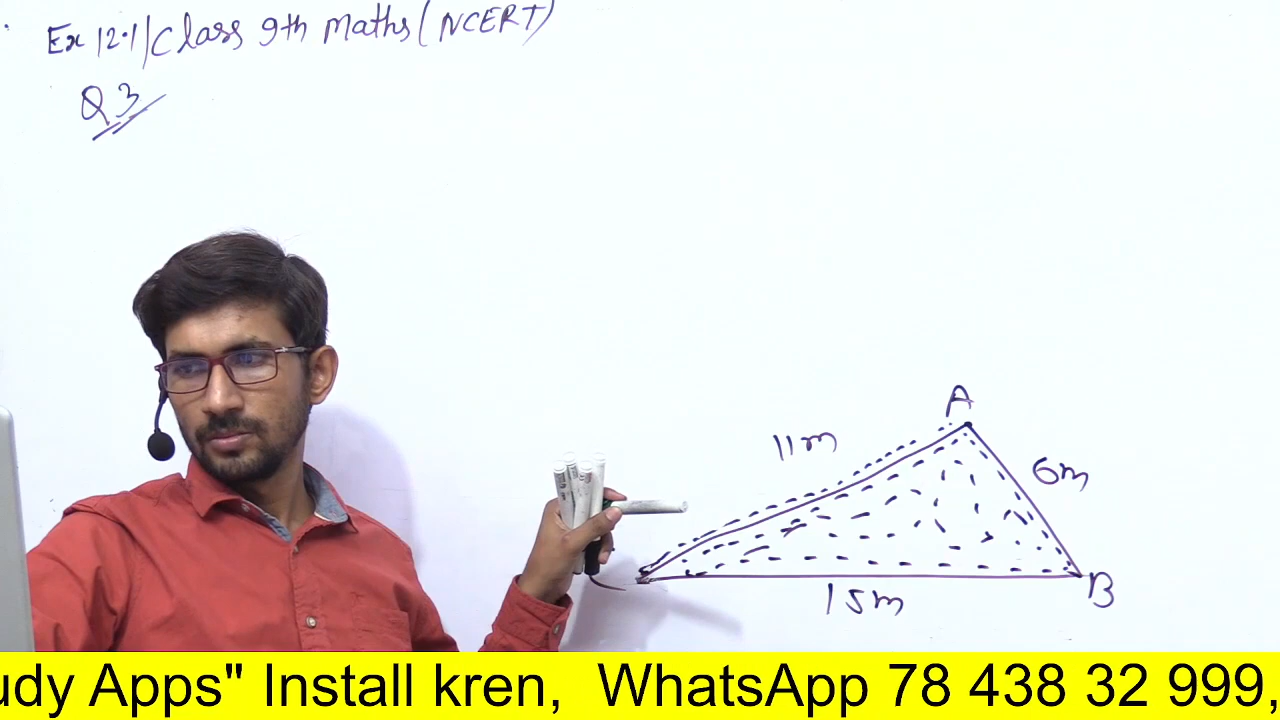 Ex 12.1/Class 9th Maths (NCERT)
Q 3
A
11m
6m
15m
B
udy Apps" Install kren, WhatsApp 78 438 32 999,